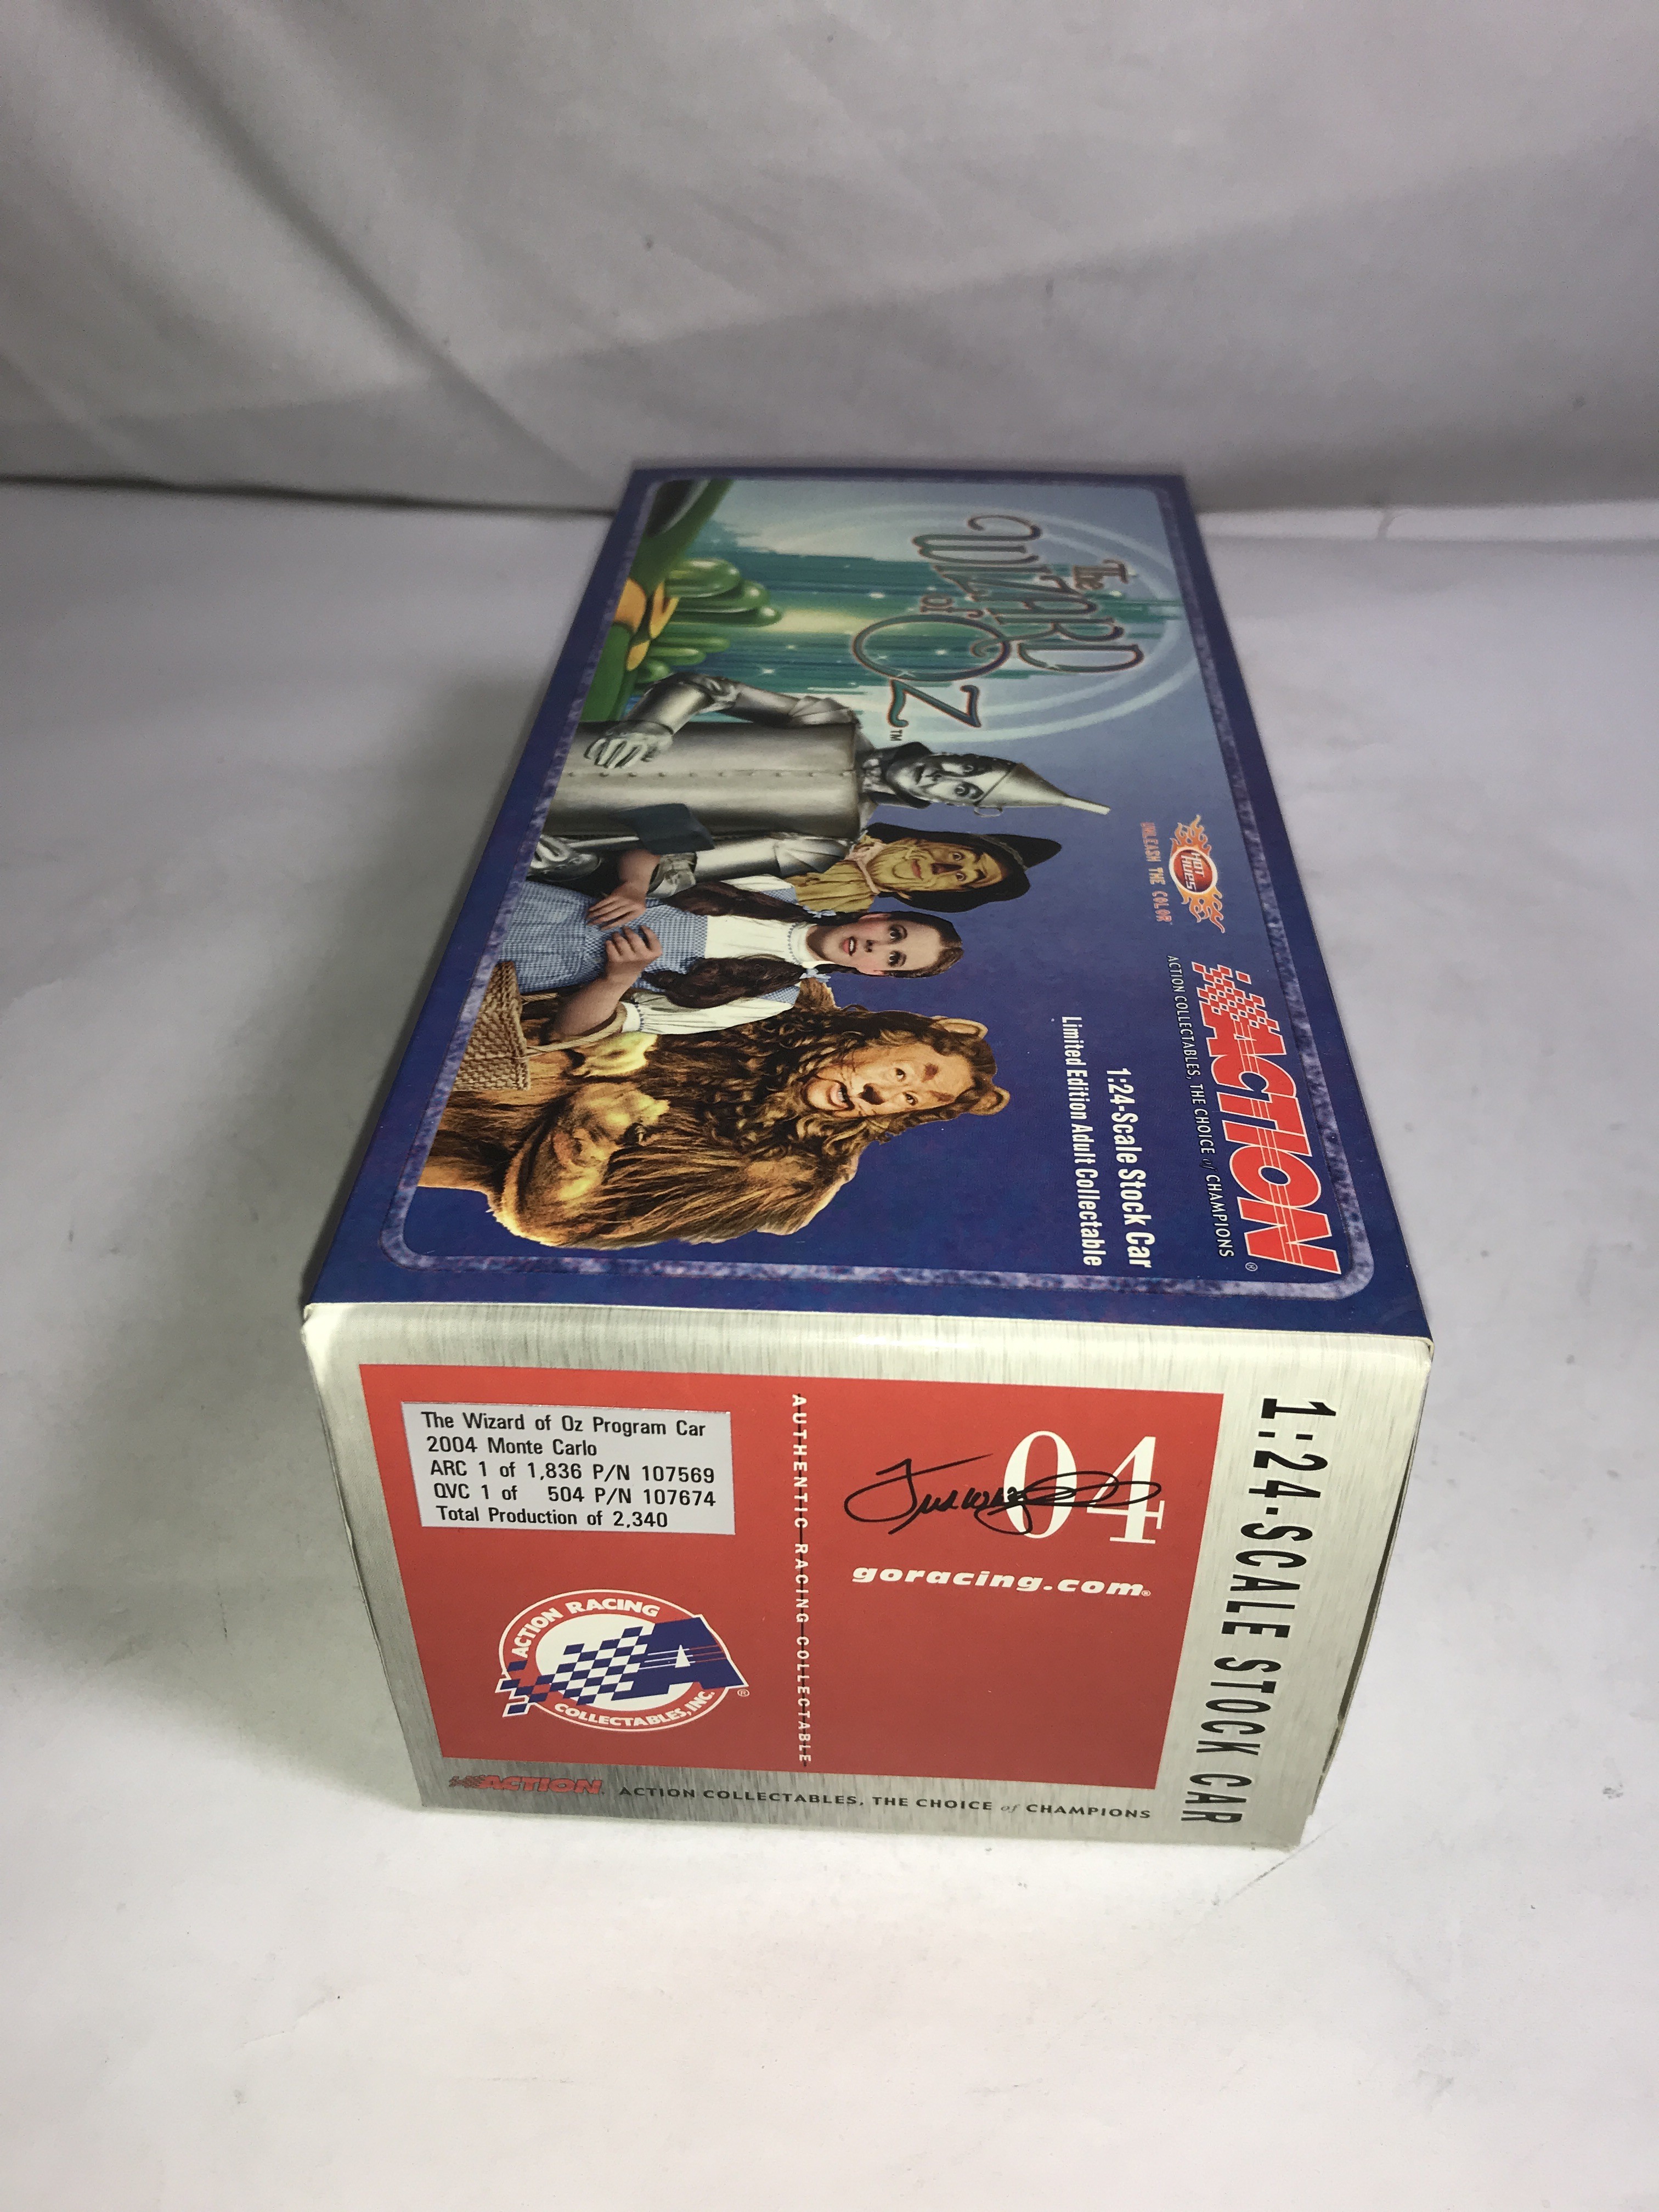 The
WIZARD
OF
OZ™
HOT HUES
UNLEASH THE COLOR
ACTION®
ACTION COLLECTABLES, THE CHOICE of CHAMPIONS
1:24-Scale Stock Car
Limited Edition Adult Collectable
1:24-SCALE STOCK CAR
04
goracing.com®
AUTHENTIC RACING COLLECTABLE
The Wizard of Oz Program Car
2004 Monte Carlo
ARC 1 of 1,836 P/N 107569
QVC 1 of 504 P/N 107674
Total Production of 2,340
ACTION RACING
A
COLLECTABLES, INC.®
ACTION. ACTION COLLECTABLES, THE CHOICE of CHAMPIONS